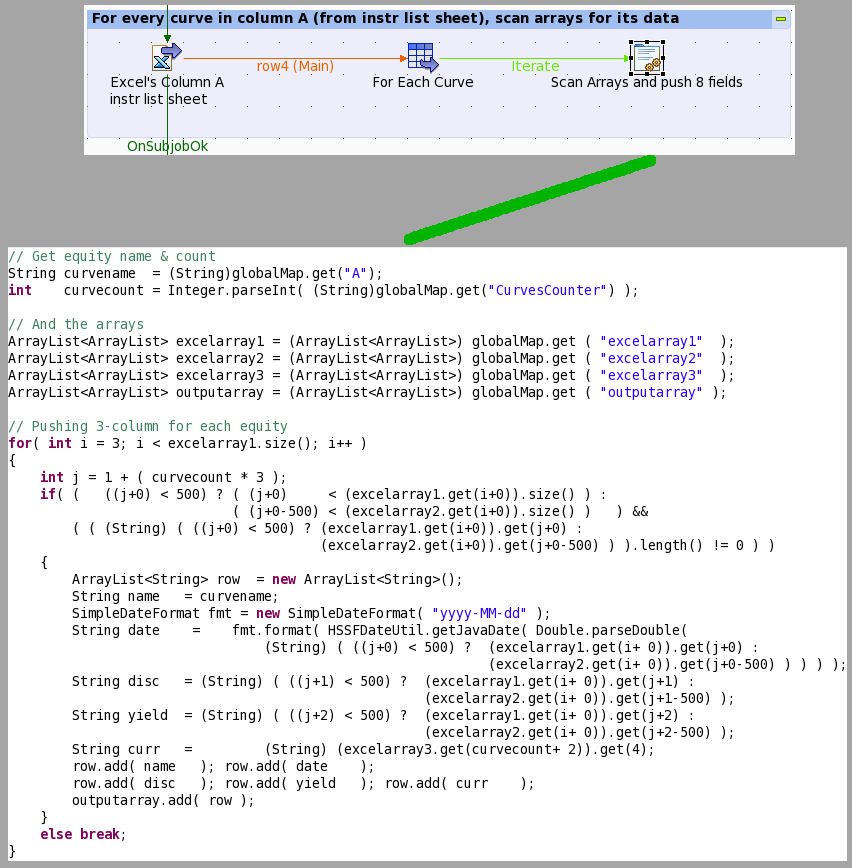 For every curve in column A (from instr list sheet), scan arrays for its data
row4 (Main)
Iterate
Excel's Column A
instr list sheet
For Each Curve
Scan Arrays and push 8 fields
OnSubjobOk
// Get equity name & count
String curvename  = (String)globalMap.get("A");
int    curvecount = Integer.parseInt( (String)globalMap.get("CurvesCounter") );
// And the arrays
ArrayList<ArrayList> excelarray1 = (ArrayList<ArrayList>) globalMap.get ( "excelarray1"  );
ArrayList<ArrayList> excelarray2 = (ArrayList<ArrayList>) globalMap.get ( "excelarray2"  );
ArrayList<ArrayList> excelarray3 = (ArrayList<ArrayList>) globalMap.get ( "excelarray3"  );
ArrayList<ArrayList> outputarray = (ArrayList<ArrayList>) globalMap.get ( "outputarray" );
// Pushing 3-column for each equity
for( int i = 3; i < excelarray1.size(); i++ )
{
    int j = 1 + ( curvecount * 3 );
    if( (   ((j+0) < 500) ? ( (j+0)     < (excelarray1.get(i+0)).size() ) :
                            ( (j+0-500) < (excelarray2.get(i+0)).size() )   ) &&
        ( ( (String) ( ((j+0) < 500) ? (excelarray1.get(i+0)).get(j+0) :
                                       (excelarray2.get(i+0)).get(j+0-500) ) ).length() != 0 ) )
    {
        ArrayList<String> row  = new ArrayList<String>();
        String name   = curvename;
        SimpleDateFormat fmt = new SimpleDateFormat( "yyyy-MM-dd" );
        String date    =    fmt.format( HSSFDateUtil.getJavaDate( Double.parseDouble(
                                (String) ( ((j+0) < 500) ?  (excelarray1.get(i+ 0)).get(j+0) :
                                                            (excelarray2.get(i+ 0)).get(j+0-500) ) ) ) );
        String disc   = (String) ( ((j+1) < 500) ?  (excelarray1.get(i+ 0)).get(j+1) :
                                                    (excelarray2.get(i+ 0)).get(j+1-500) );
        String yield  = (String) ( ((j+2) < 500) ?  (excelarray1.get(i+ 0)).get(j+2) :
                                                    (excelarray2.get(i+ 0)).get(j+2-500) );
        String curr   =         (String) (excelarray3.get(curvecount+ 2)).get(4);
        row.add( name   ); row.add( date    );
        row.add( disc   ); row.add( yield   ); row.add( curr    );
        outputarray.add( row );
    }
    else break;
}